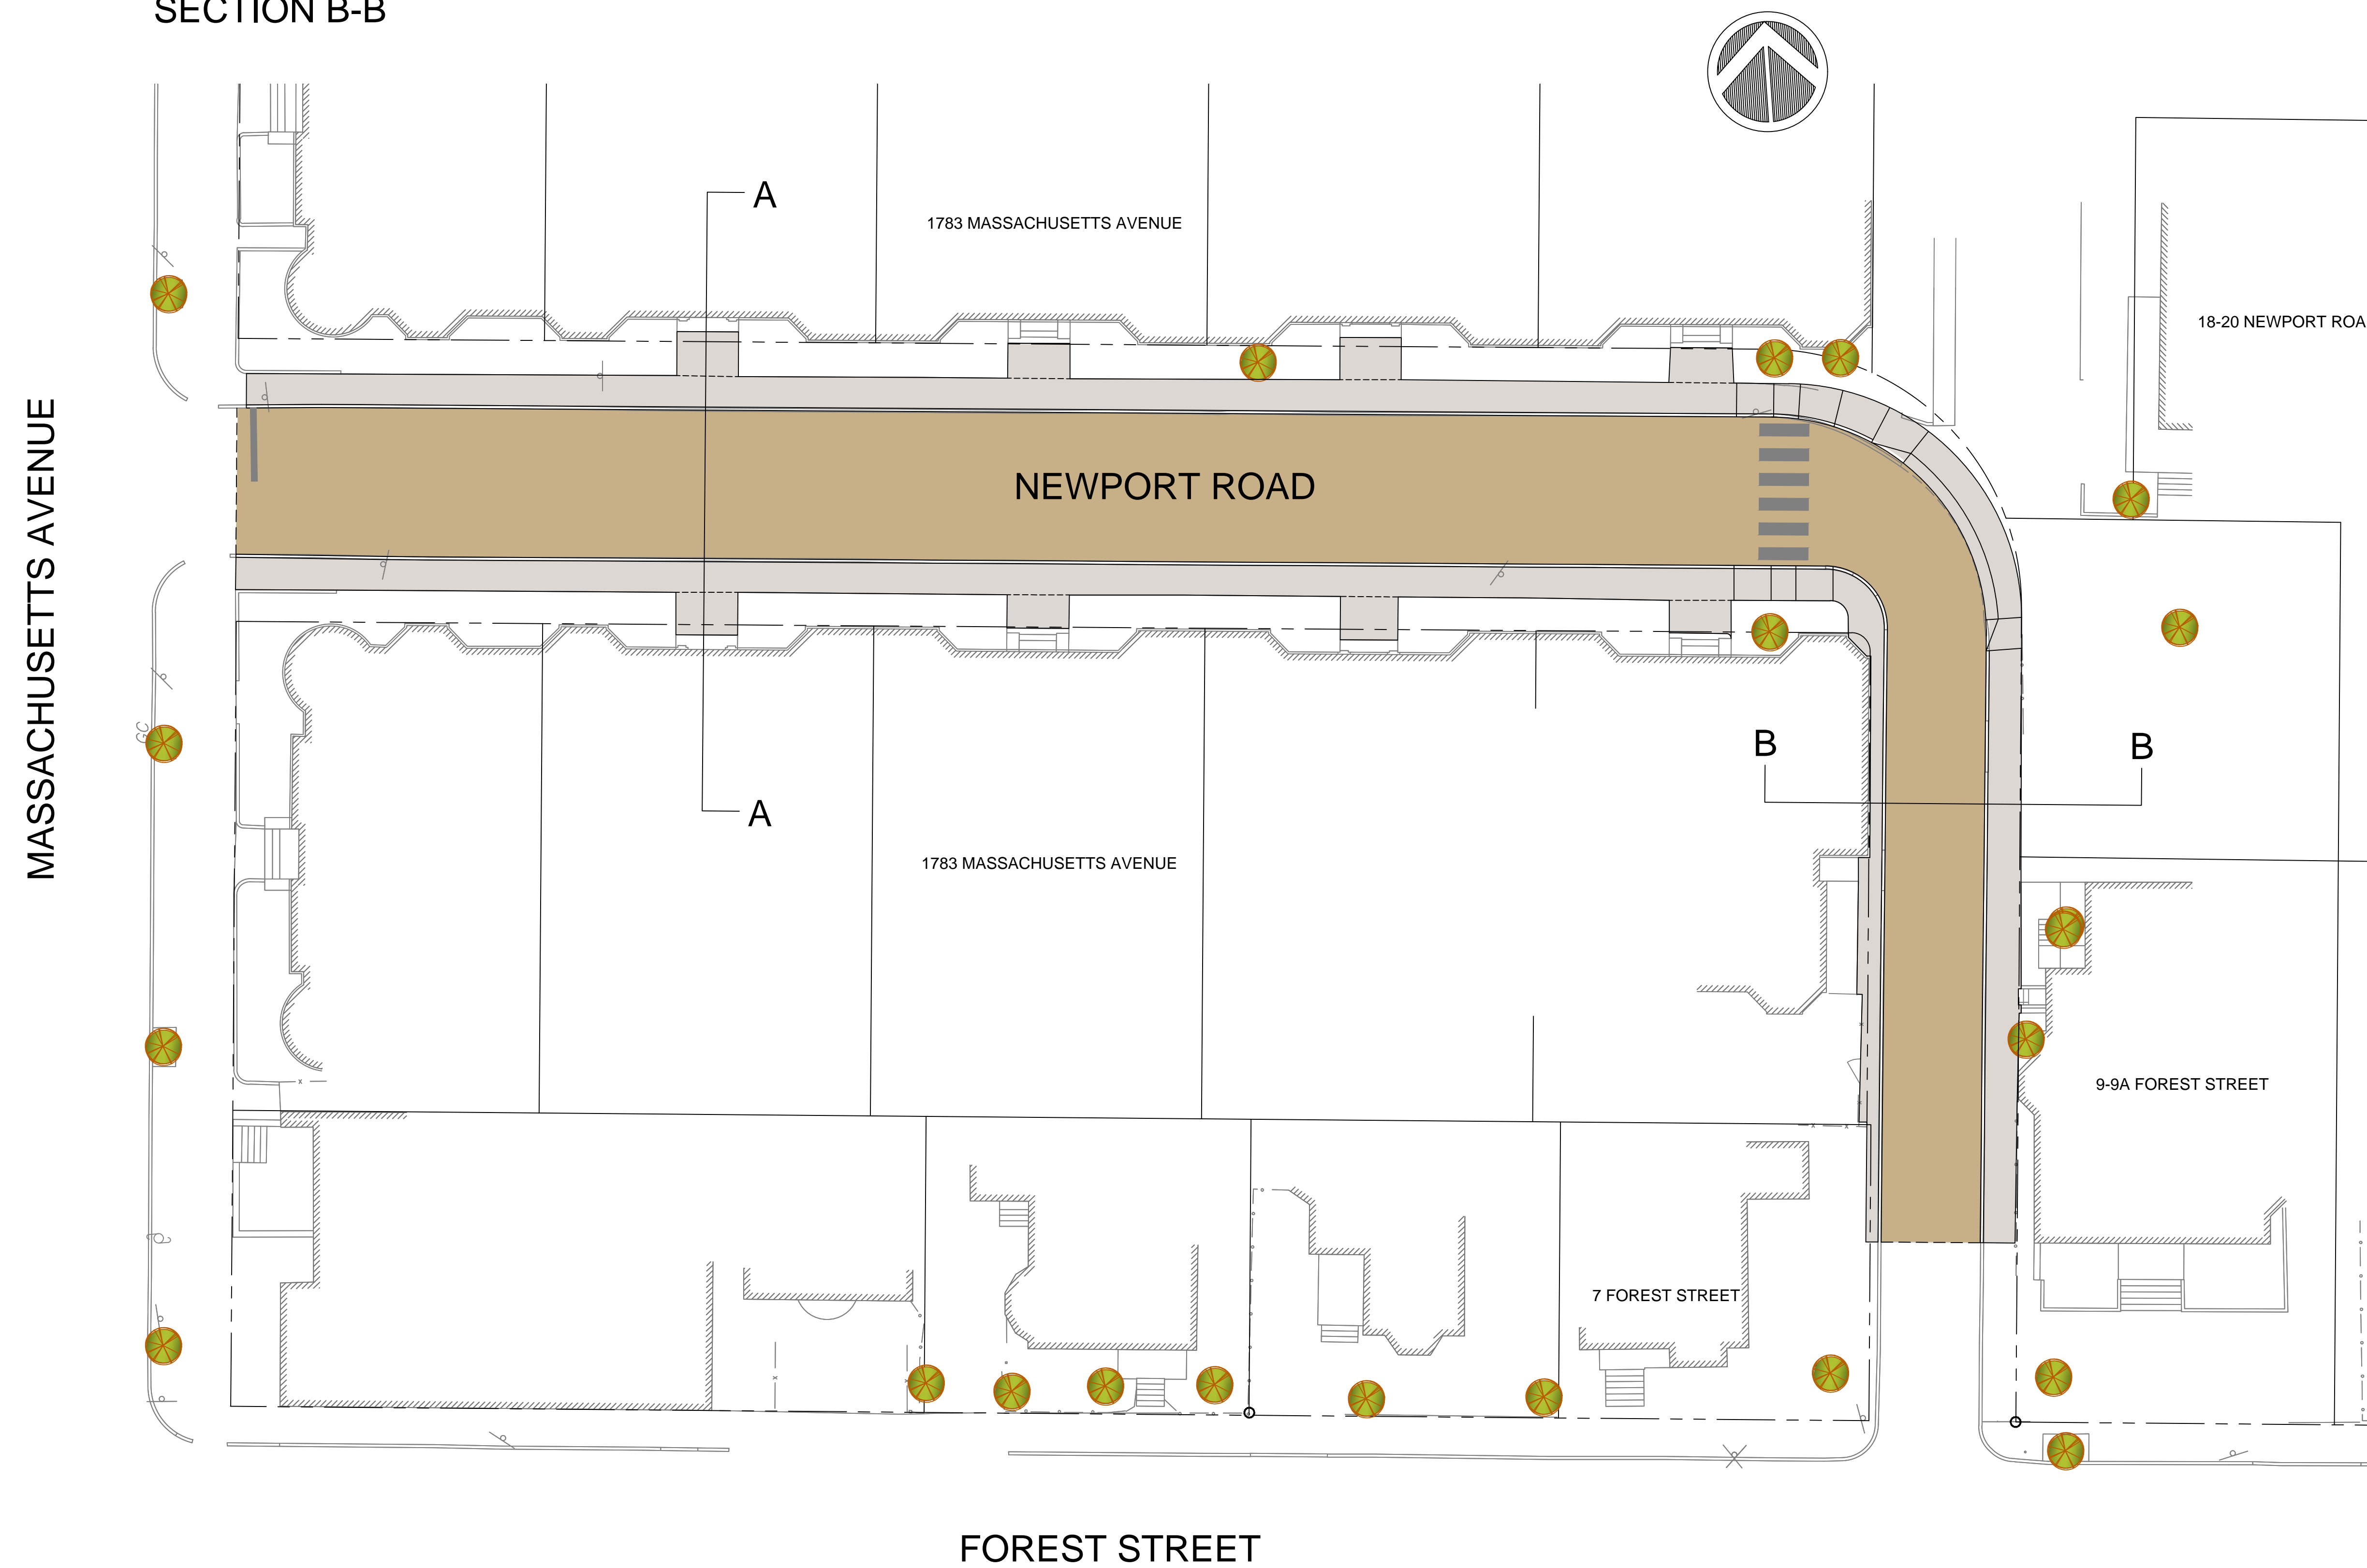 SECTION B-B
A
1783 MASSACHUSETTS AVENUE
18-20 NEWPORT ROA
NEWPORT ROAD
MASSACHUSETTS AVENUE
GC
B
B
A
1783 MASSACHUSETTS AVENUE
9-9A FOREST STREET
7 FOREST STREET
FOREST STREET